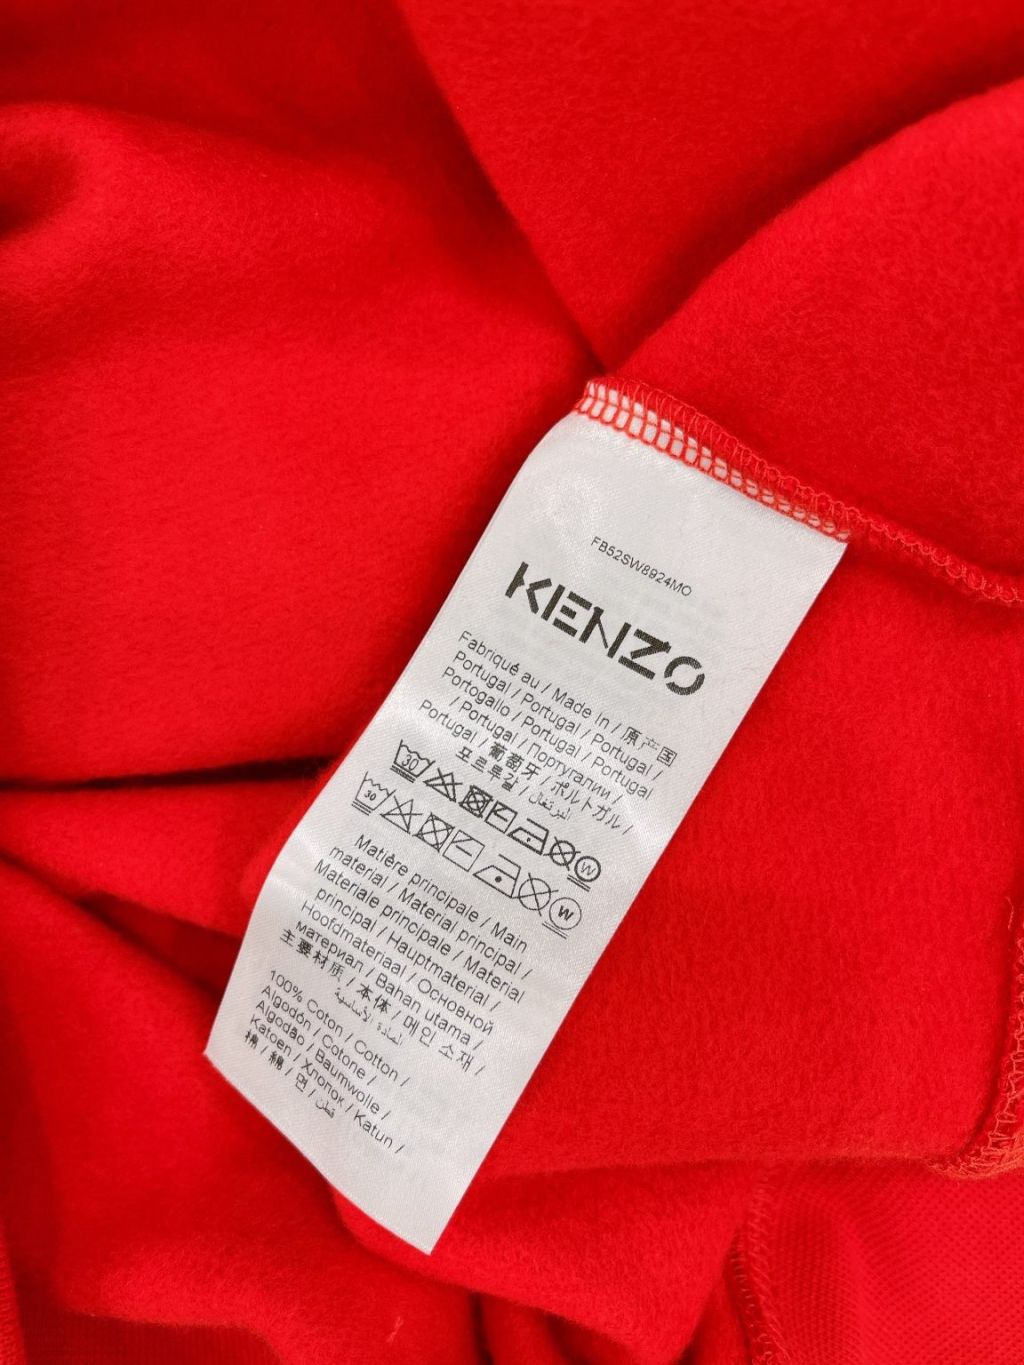 FB52SW8924MO
KENZO
Fabriqué au / Made in / 原产国
Portugal / Portugal / Portugal /
Portogallo / Portugal / Portugal
/ Portugal / Португалии /
Portugal / 葡萄牙 / ポルトガル /
포르투갈 / البرتغال
30 W
30 W
Matière principale / Main
material / Material principal /
Materiale principale / Material
principal / Hauptmaterial /
Hoofdmateriaal / Основной
материал / Bahan utama /
主要材质 / 本体 / 메인 소재 /
المادة الأساسية
100% Coton / Cotton /
Algodón / Cotone /
Algodão / Baumwolle /
Katoen / Хлопок / Katun /
棉 / 綿 / 면 / قطن